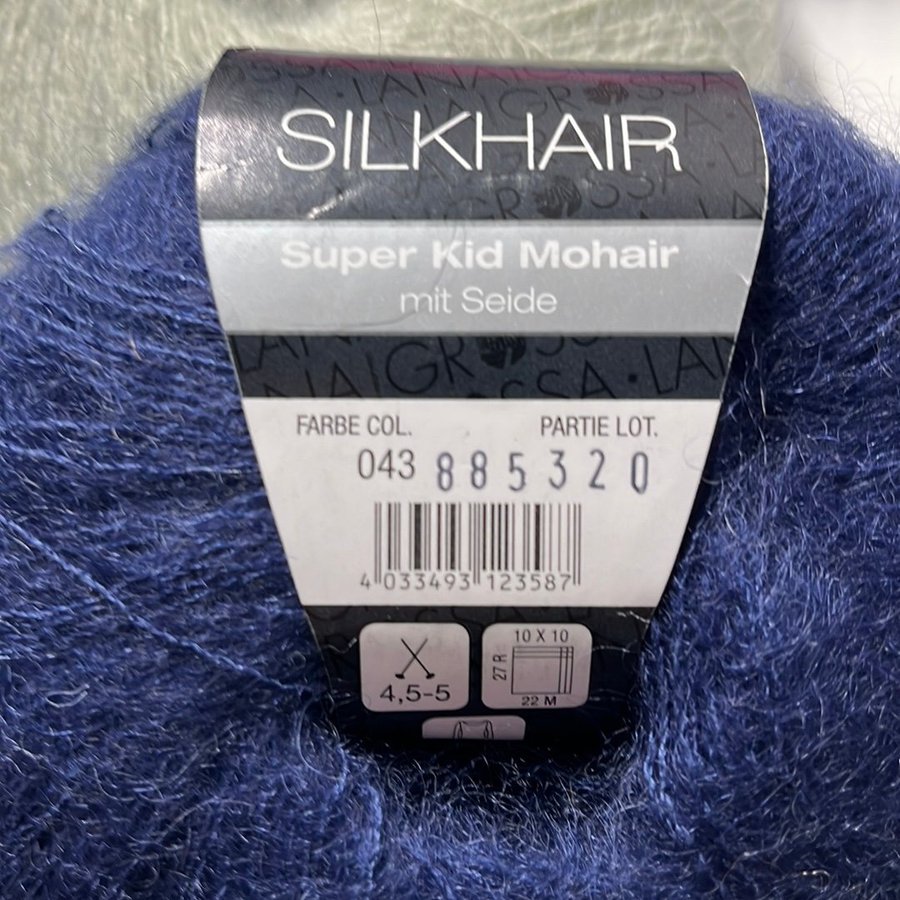 SILKHAIR
Super Kid Mohair
mit Seide
FARBE COL. PARTIE LOT.
043 885320
4 033493 123587
4,5-5
10 X 10
27 R
22 M